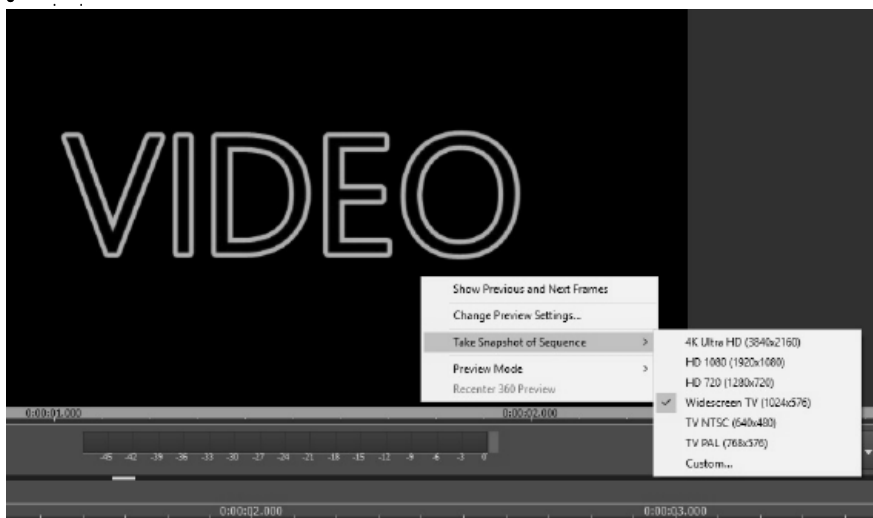 VIDEO
Show Previous and Next Frames
Change Preview Settings...
Take Snapshot of Sequence >
Preview Mode >
Recenter 360 Preview
4K Ultra HD (3840x2160)
HD 1080 (1920x1080)
HD 720 (1280x720)
Widescreen TV (1024x576)
TV NTSC (640x480)
TV PAL (768x576)
Custom...
0:00:01.000 0:00:02.000
-45 -42 -39 -36 -33 -30 -27 -24 -21 -18 -15 -12 -9 -6 -3 0
0:00:02.000 0:00:03.000